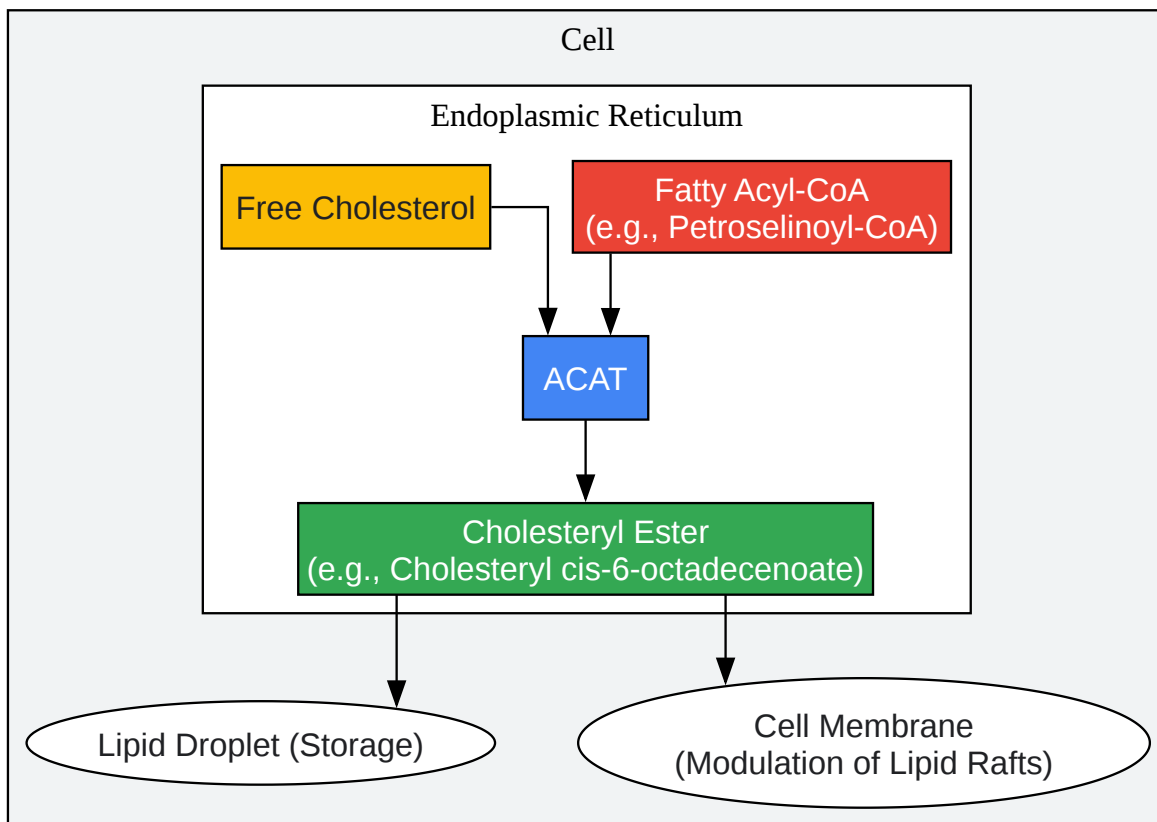 Cell
Endoplasmic Reticulum
Free Cholesterol
Fatty Acyl-CoA
(e.g., Petroselinoyl-CoA)
ACAT
Cholesteryl Ester
(e.g., Cholesteryl cis-6-octadecenoate)
Lipid Droplet (Storage)
Cell Membrane
(Modulation of Lipid Rafts)